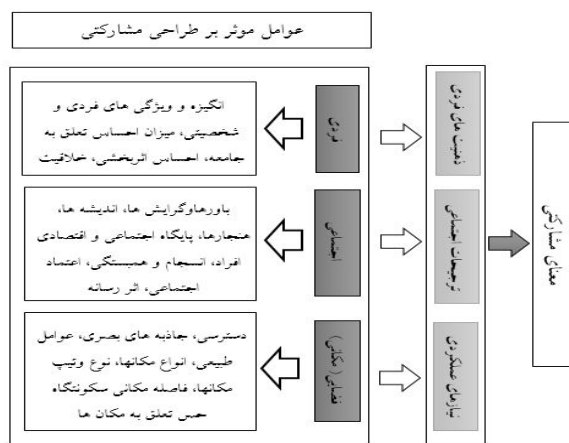 عوامل موثر بر طراحی مشارکتی
انگیزه و ویژگی های فردی و
شخصیتی، میزان احساس تعلق به
جامعه، احساس اثربخشی، خلاقیت
فردی
ذهنیت های فردی
باورهاوگرایش ها، اندیشه ها،
هنجارها، پایگاه اجتماعی و اقتصادی
افراد، انسجام و همبستگی، اعتماد
اجتماعی، اثر رسانه
اجتماعی
ترجیحات اجتماعی
معنای مشارکتی
دسترسی، جاذبه های بصری، عوامل
طبیعی، انواع مکانها، نوع وتیپ
مکانها، فاصله مکانی سکونتگاه
حس تعلق به مکان ها
فضایی( مکانی)
نیازهای عملکردی